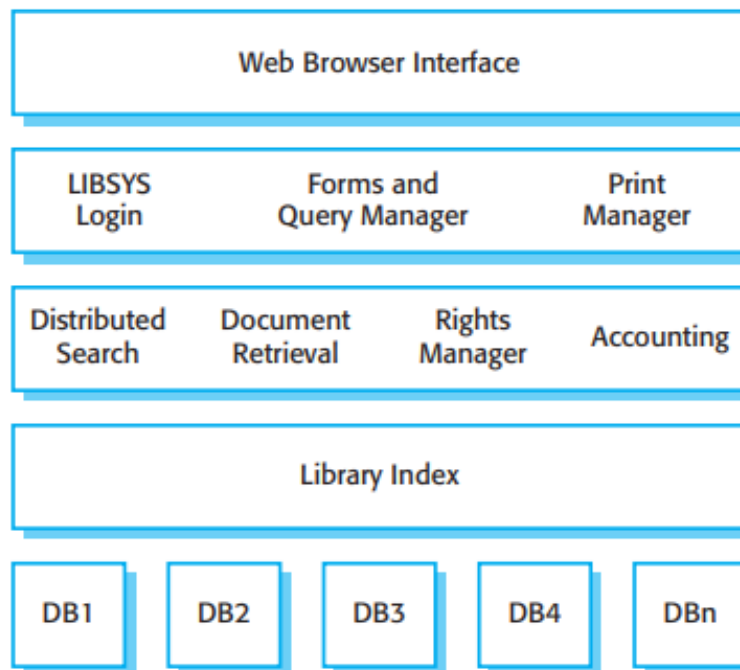 Web Browser Interface
LIBSYS
Login
Forms and
Query Manager
Print
Manager
Distributed
Search
Document
Retrieval
Rights
Manager
Accounting
Library Index
DB1
DB2
DB3
DB4
DBn